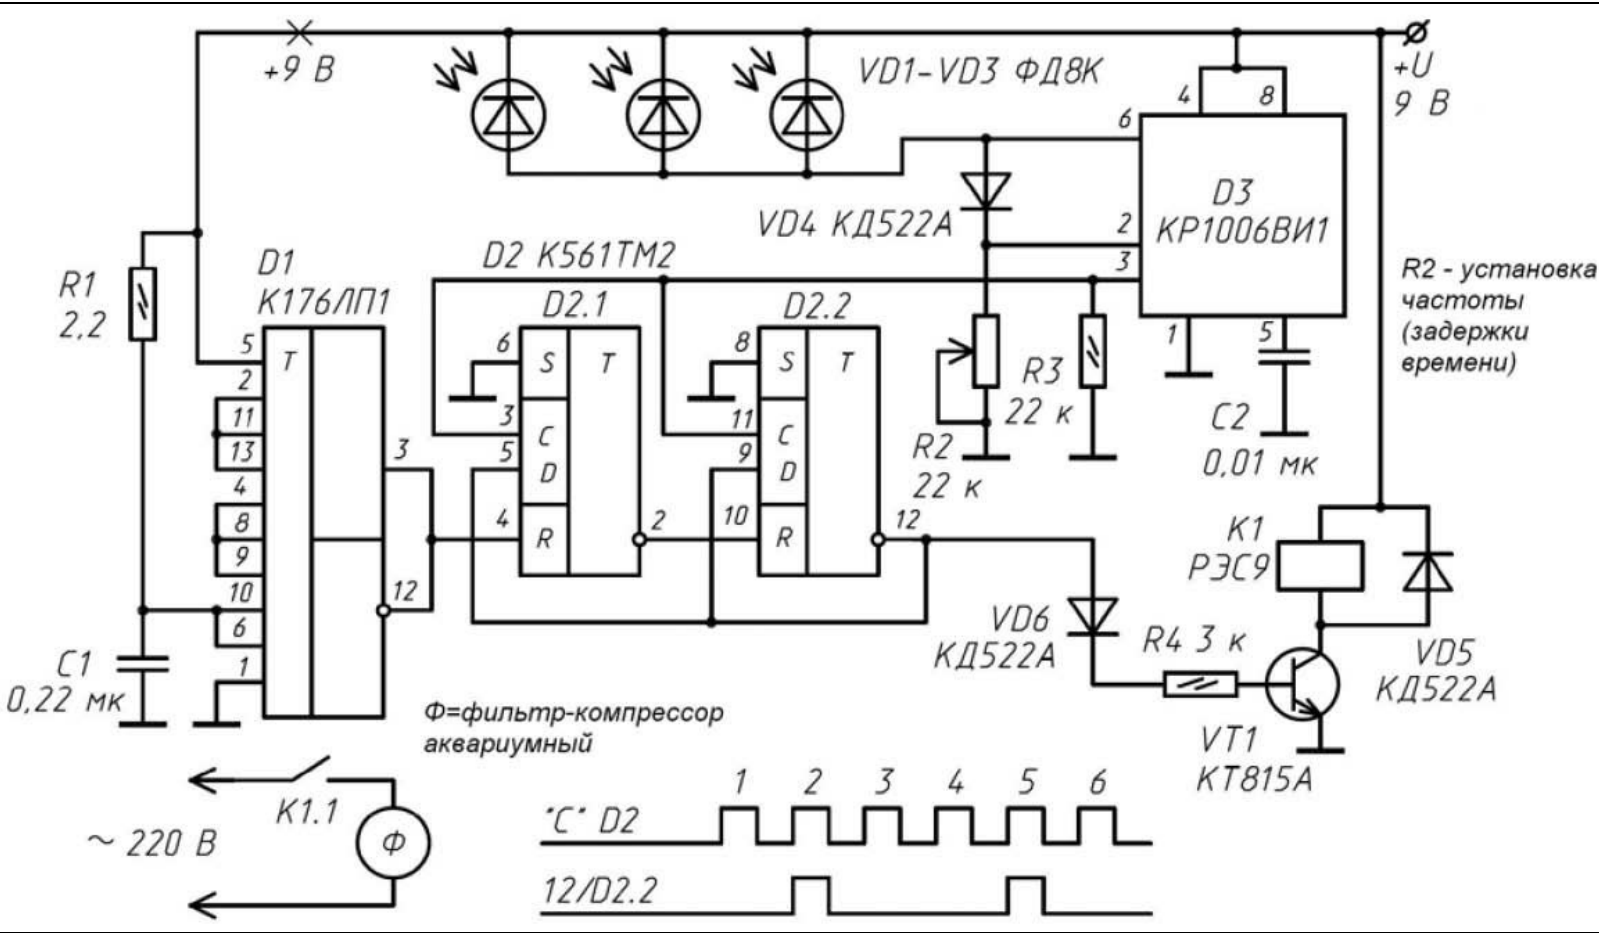 +9 В
VD1-VD3 ФД8К
+U
9 В
4
8
6
D3
КР1006ВИ1
VD4 КД522А
2
3
D1
К176ЛП1
D2 К561ТМ2
D2.1
D2.2
R1
2,2
R2 - установка
частоты
(задержки
времени)
5
2
11
13
4
8
9
10
6
1
T
3
12
6
3
5
4
S
C
D
R
T
2
8
11
9
10
S
C
D
R
T
12
R3
22 к
R2
22 к
1
5
C2
0,01 мк
K1
РЭС9
C1
0,22 мк
VD6
КД522А
R4 3 к
VD5
КД522А
VT1
КТ815А
Ф=фильтр-компрессор
аквариумный
K1.1
~ 220 В
Ф
1 2 3 4 5 6
"C" D2
12/D2.2